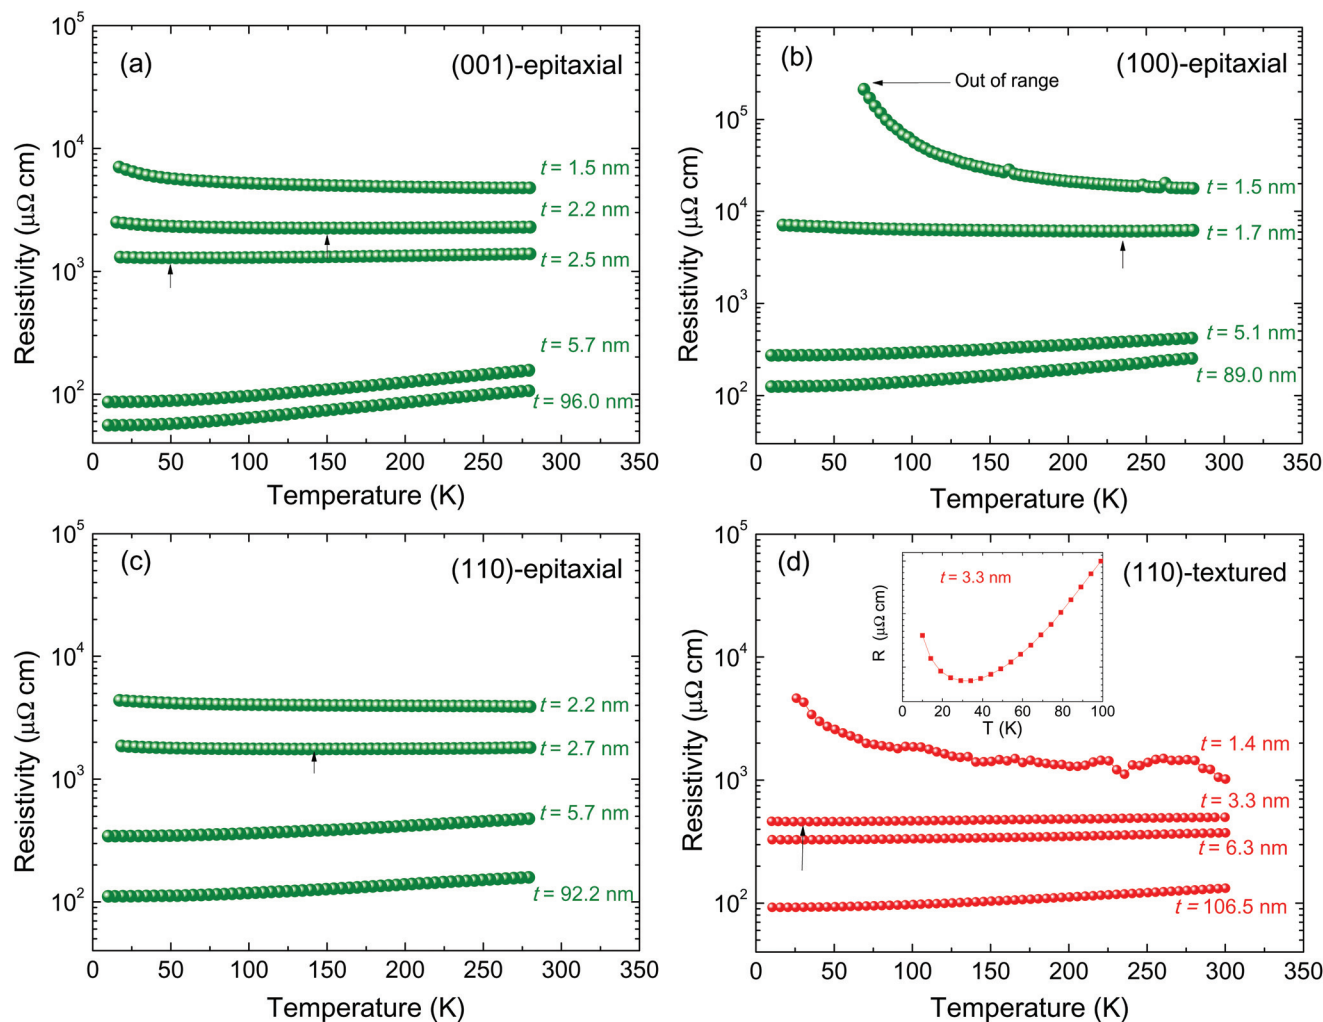 (a)
(001)-epitaxial
10^5
10^4
10^3
10^2
Resistivity (μΩ cm)
t = 1.5 nm
t = 2.2 nm
t = 2.5 nm
t = 5.7 nm
t = 96.0 nm
0 50 100 150 200 250 300 350
Temperature (K)
(b)
(100)-epitaxial
Out of range
10^5
10^4
10^3
10^2
Resistivity (μΩ cm)
t = 1.5 nm
t = 1.7 nm
t = 5.1 nm
t = 89.0 nm
0 50 100 150 200 250 300 350
Temperature (K)
(c)
(110)-epitaxial
10^5
10^4
10^3
10^2
Resistivity (μΩ cm)
t = 2.2 nm
t = 2.7 nm
t = 5.7 nm
t = 92.2 nm
0 50 100 150 200 250 300 350
Temperature (K)
(d)
(110)-textured
10^5
10^4
10^3
10^2
Resistivity (μΩ cm)
t = 3.3 nm
R (μΩ cm)
0 20 40 60 80 100
T (K)
t = 1.4 nm
t = 3.3 nm
t = 6.3 nm
t = 106.5 nm
0 50 100 150 200 250 300 350
Temperature (K)